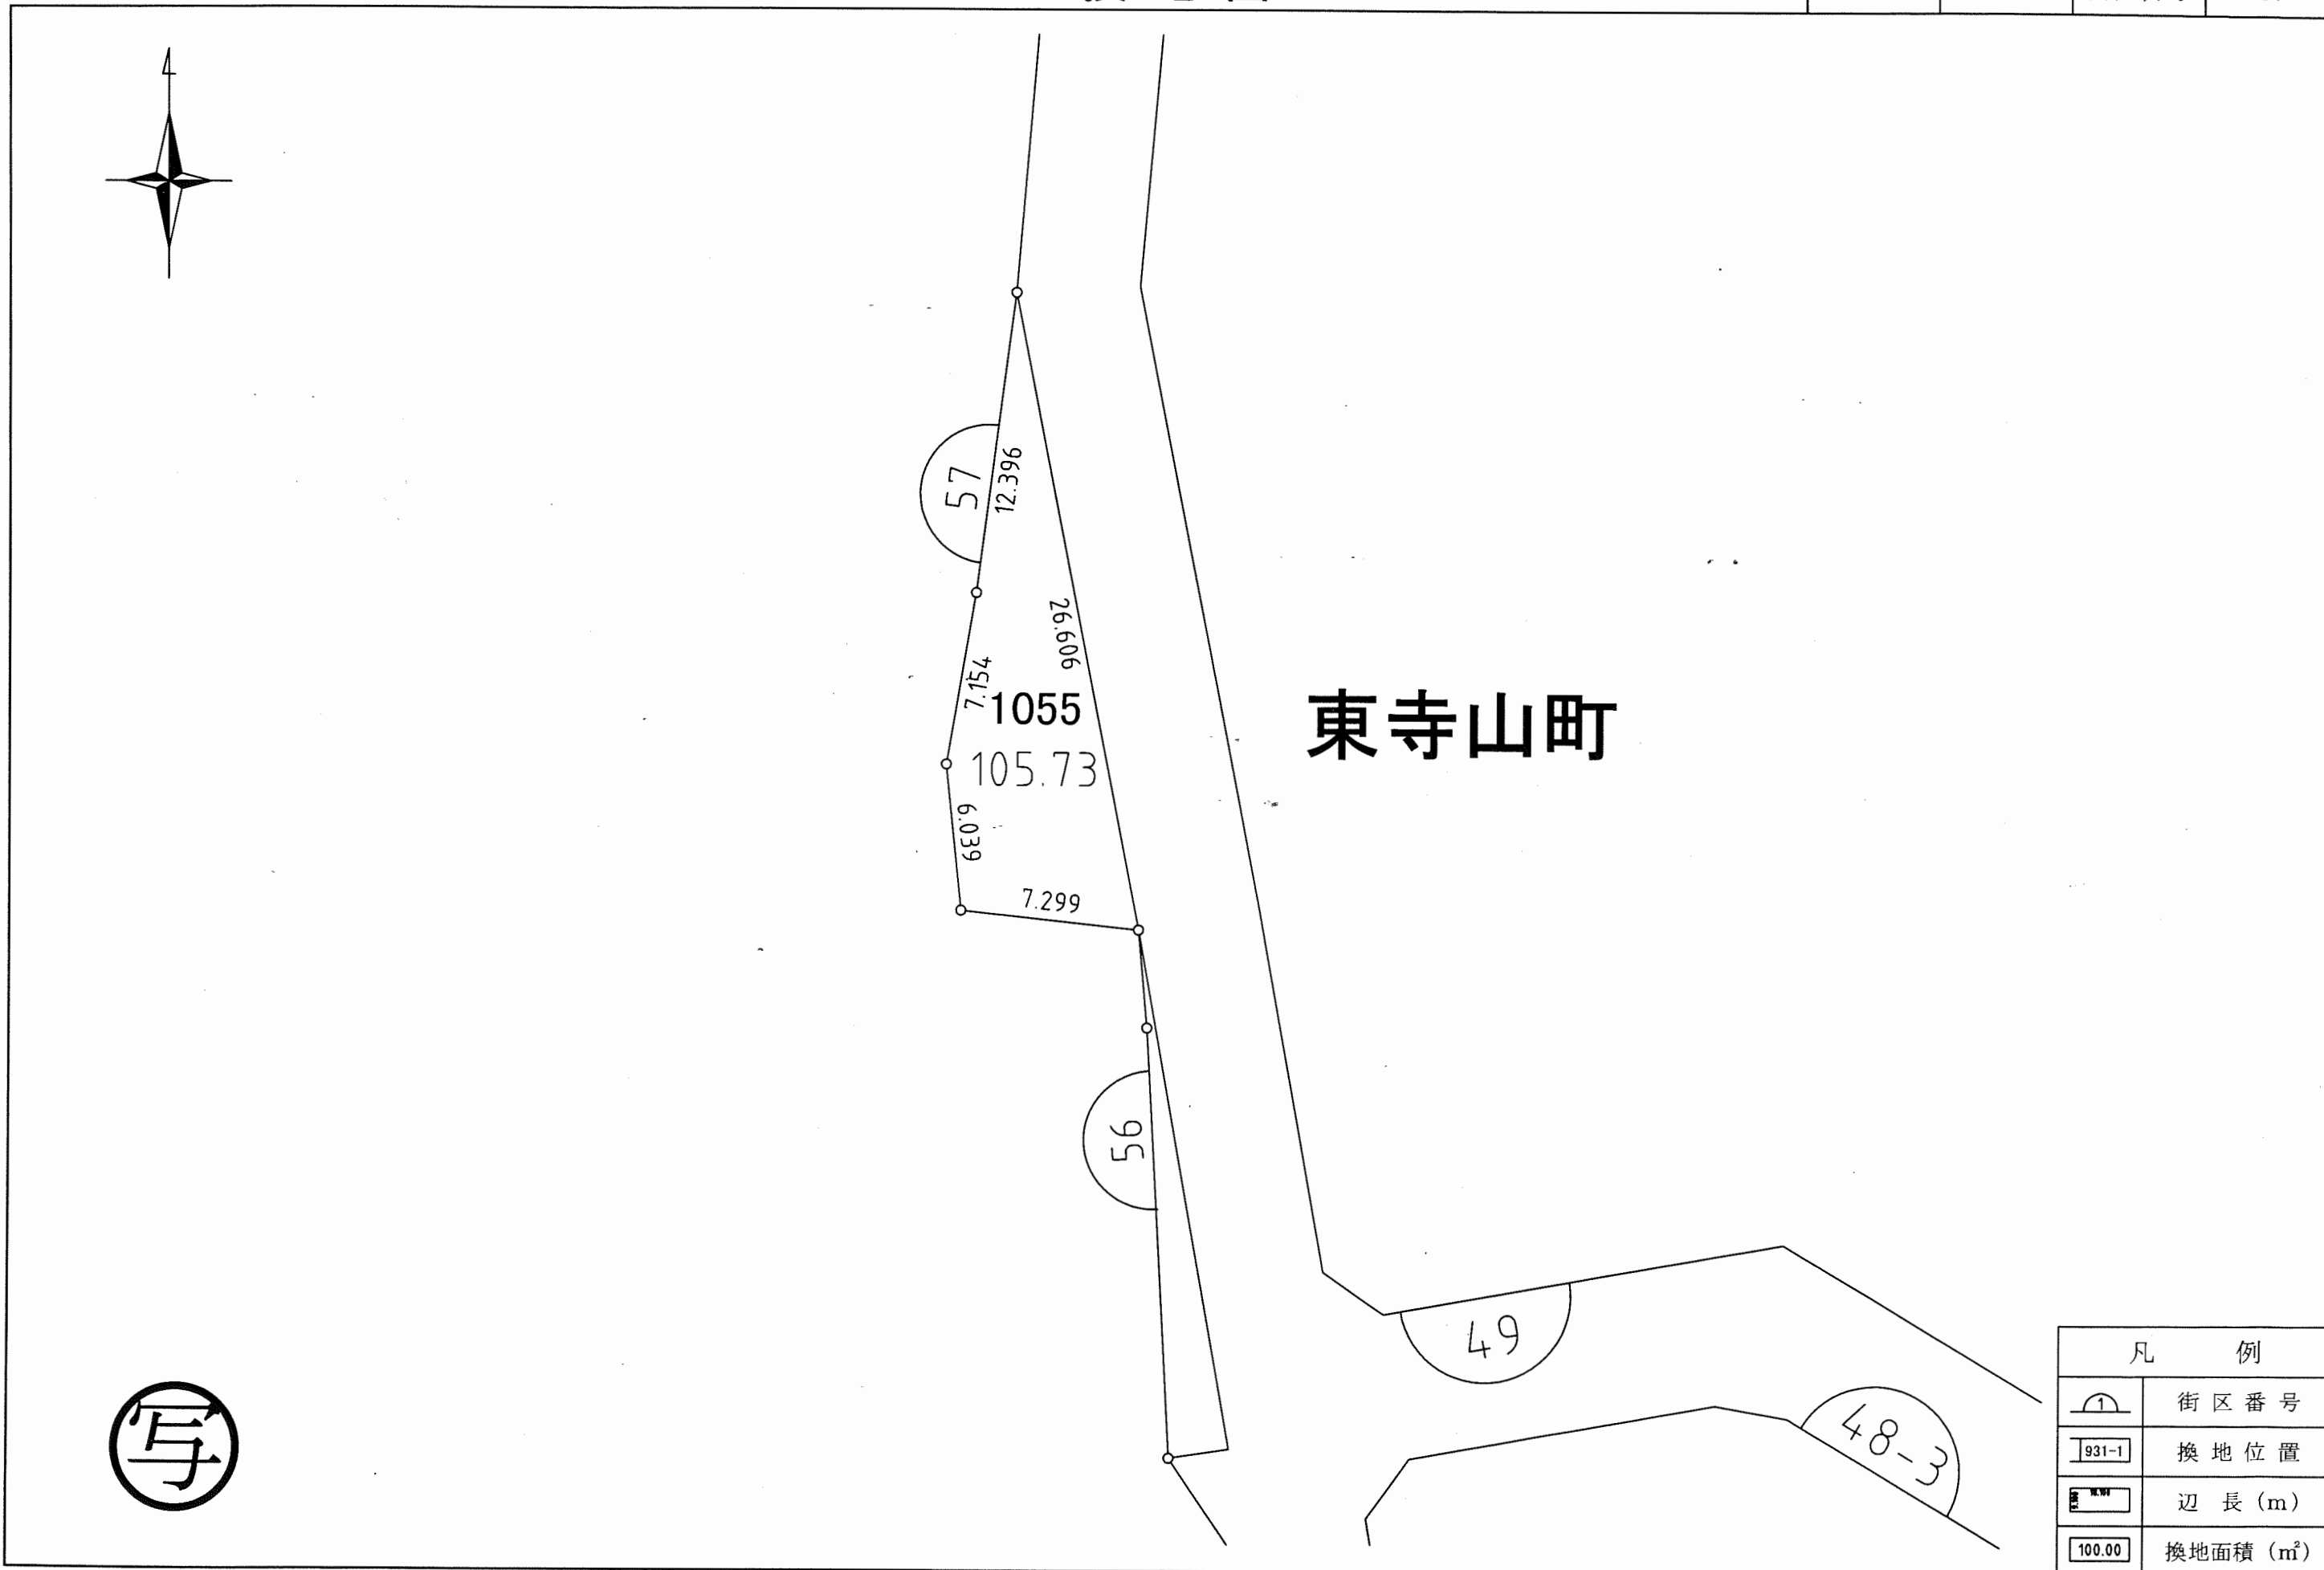 57
12.396
26.606
7.154
1055
東寺山町
105.73
6.039
7.299
56
49
48-3
写
凡 例
1 街区番号
931-1 換地位置
辺長(m)
100.00 換地面積(㎡)